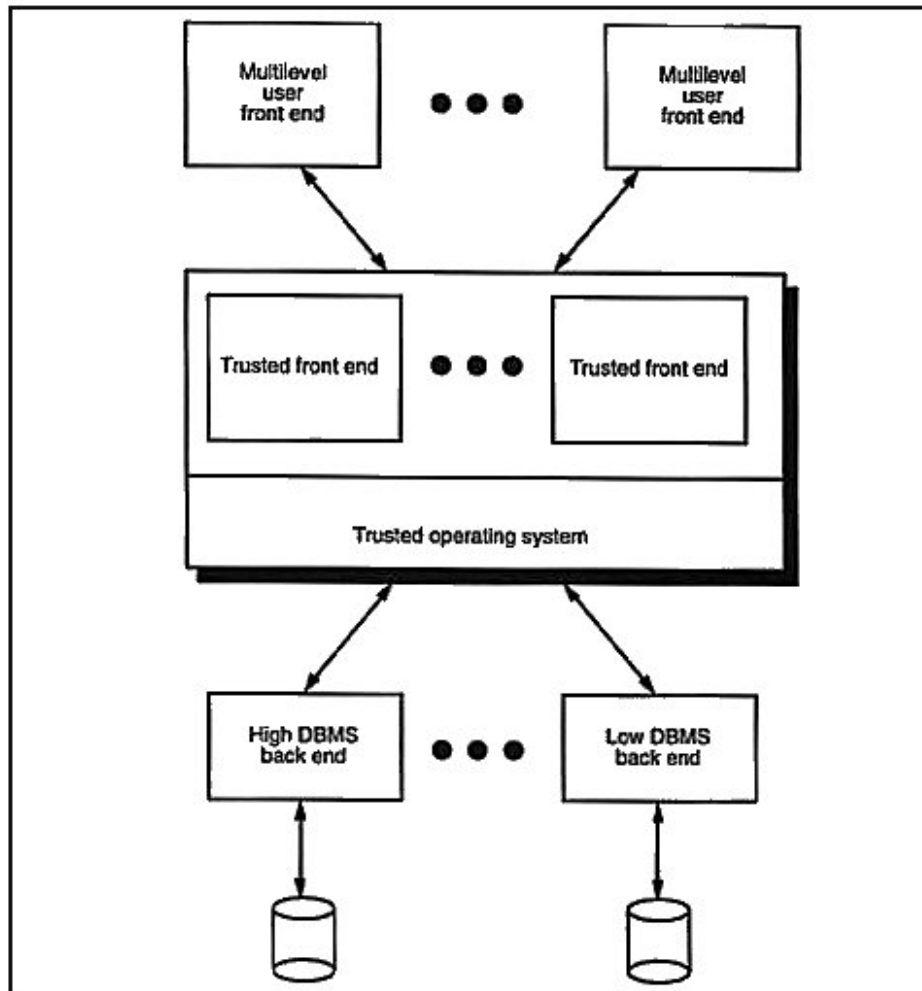 Multilevel
user
front end
Multilevel
user
front end
Trusted front end
Trusted front end
Trusted operating system
High DBMS
back end
Low DBMS
back end